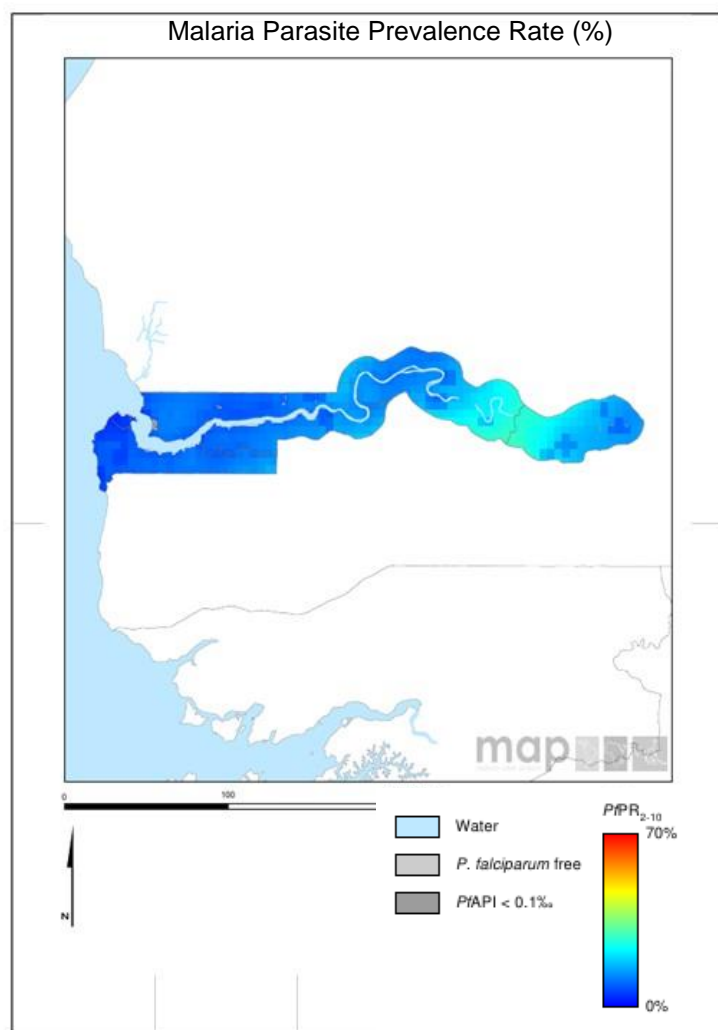 Malaria Parasite Prevalence Rate (%)
map
0 100
Water
P. falciparum free
PfAPI < 0.1‰
PfPR2-10
70%
0%
N